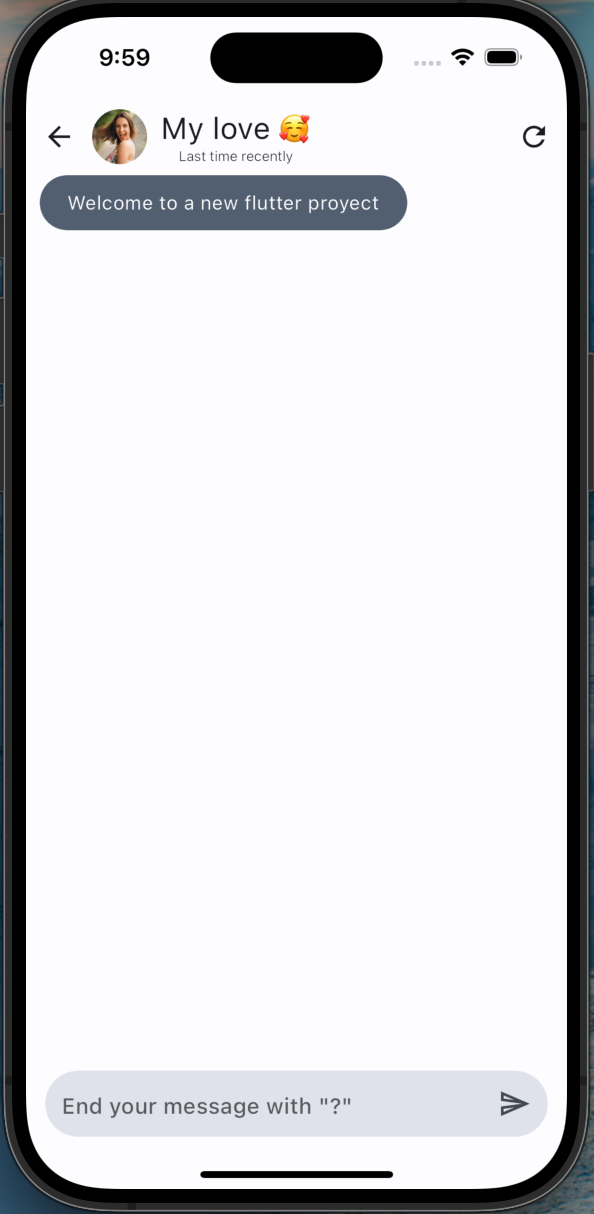 9:59
My love 🥰
Last time recently
Welcome to a new flutter proyect
End your message with "?"